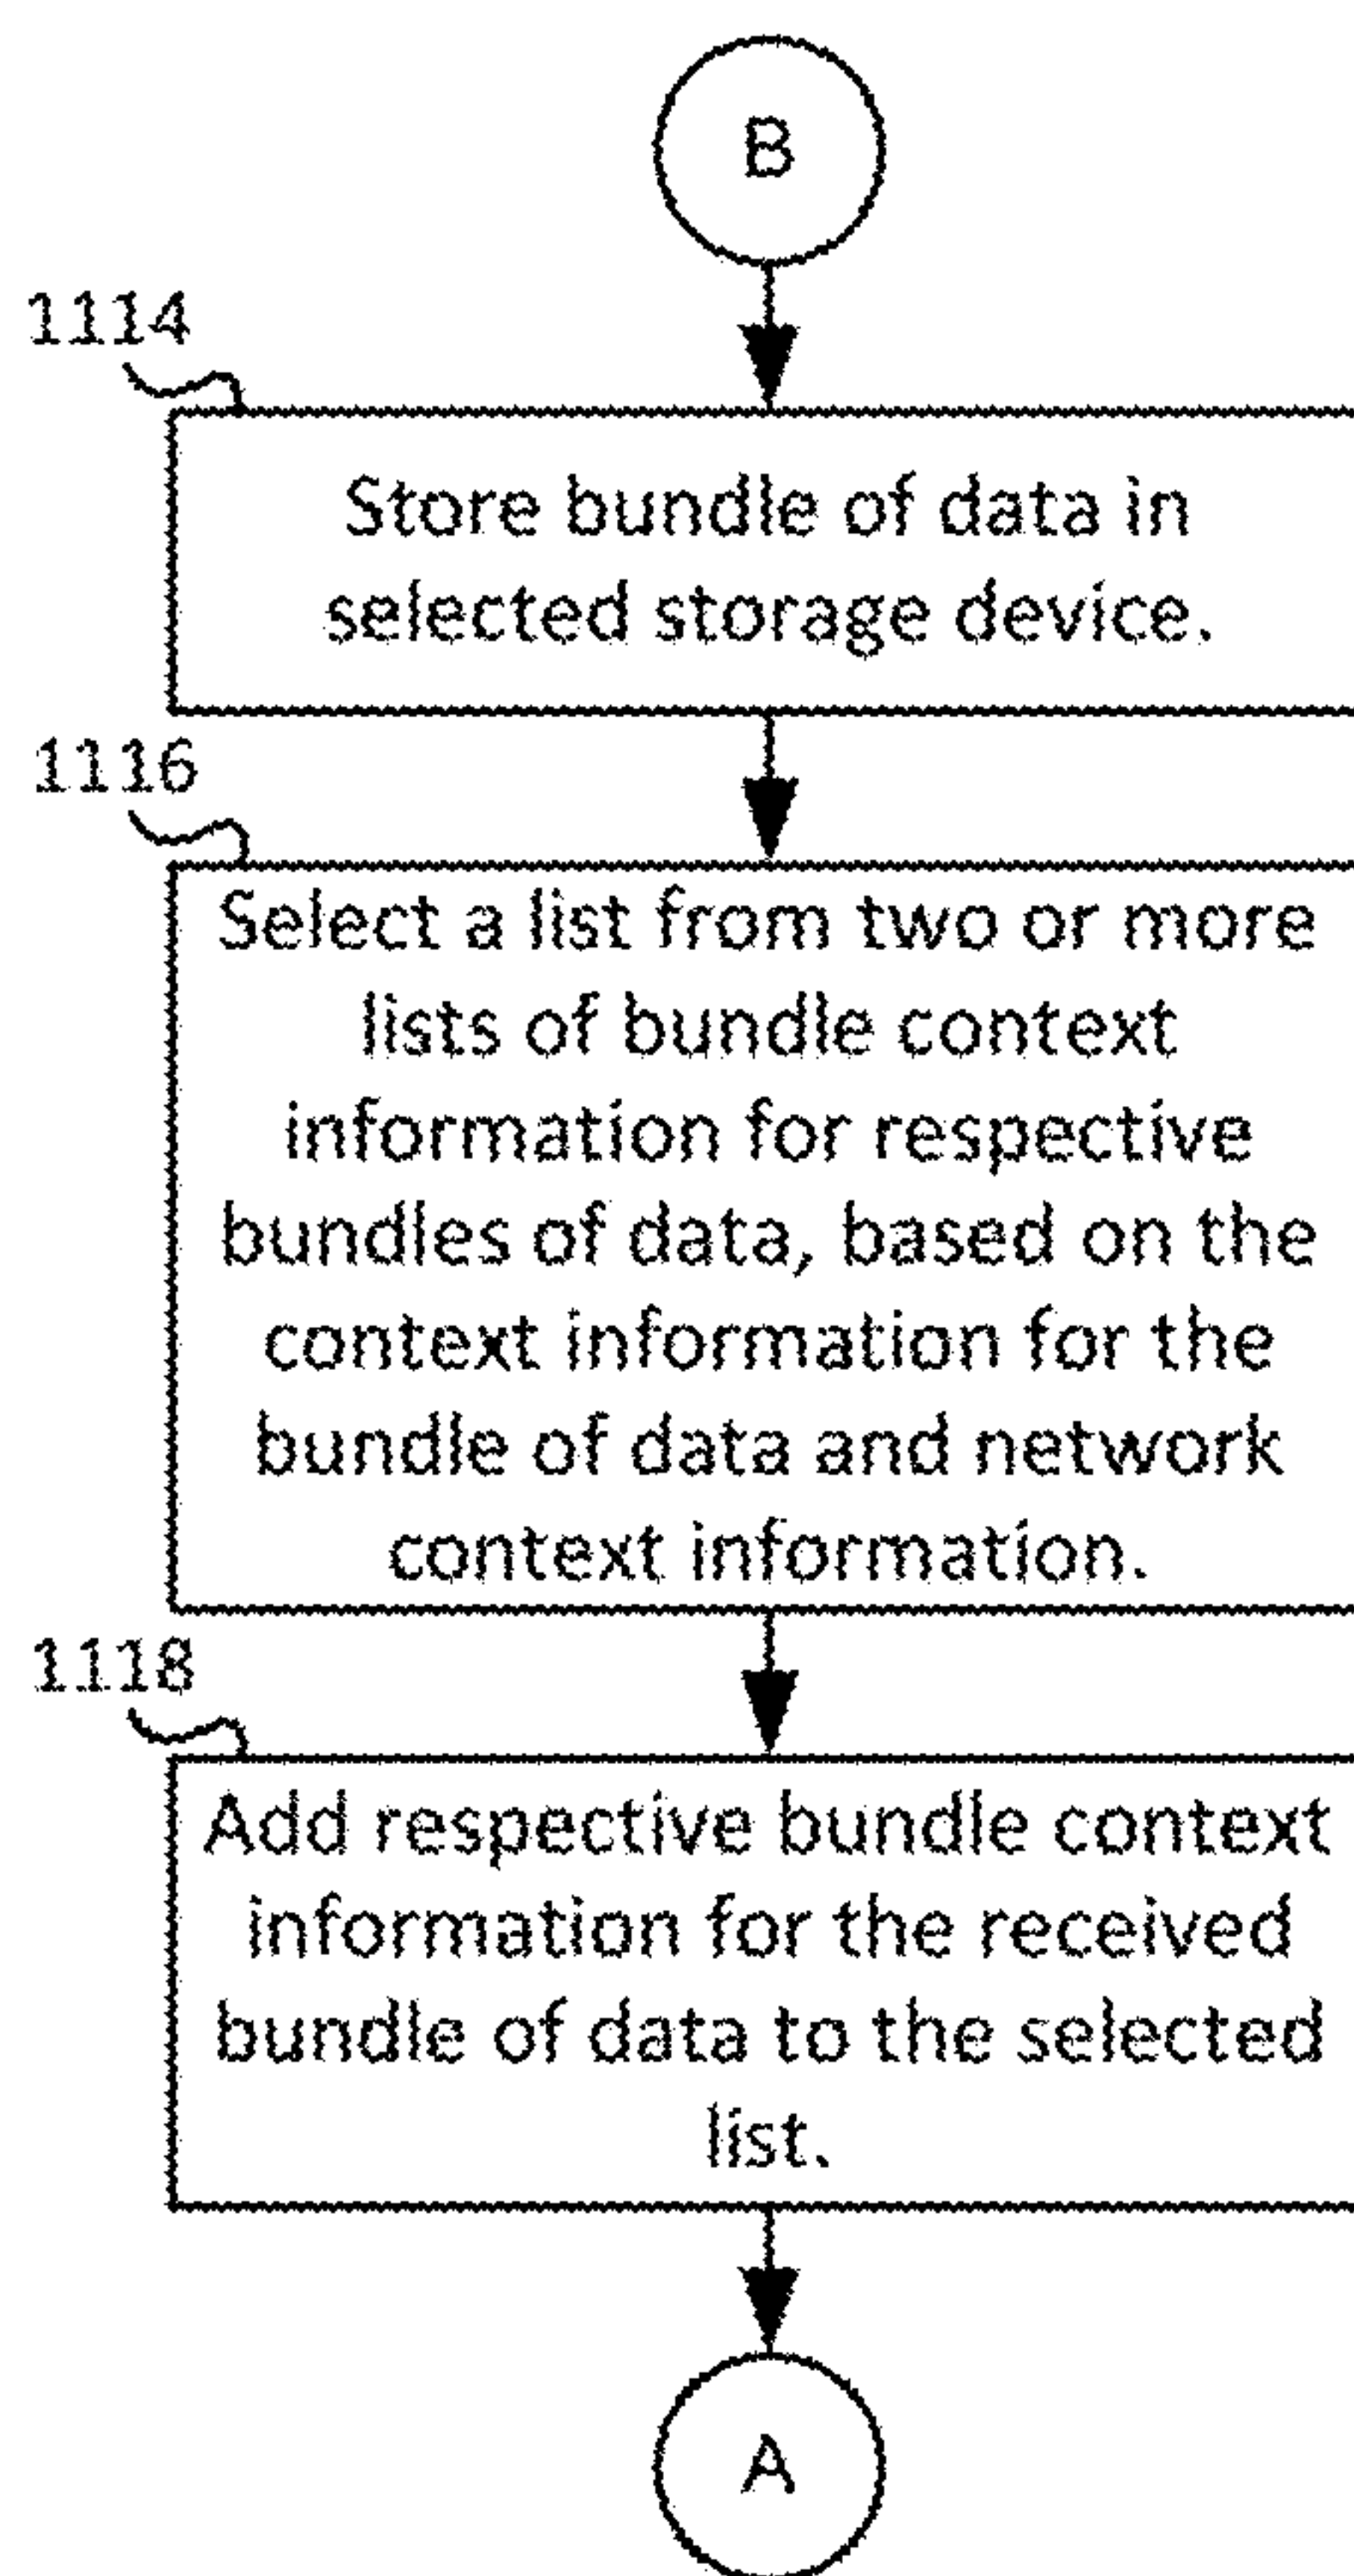 B
1114
Store bundle of data in
selected storage device.
1116
Select a list from two or more
lists of bundle context
information for respective
bundles of data, based on the
context information for the
bundle of data and network
context information.
1118
Add respective bundle context
information for the received
bundle of data to the selected
list.
A